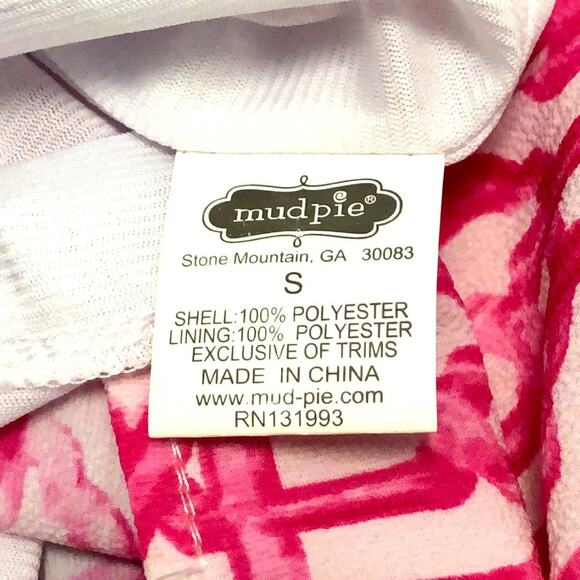 mudpie®
Stone Mountain, GA 30083
S
SHELL:100% POLYESTER
LINING:100% POLYESTER
EXCLUSIVE OF TRIMS
MADE IN CHINA
www.mud-pie.com
RN131993